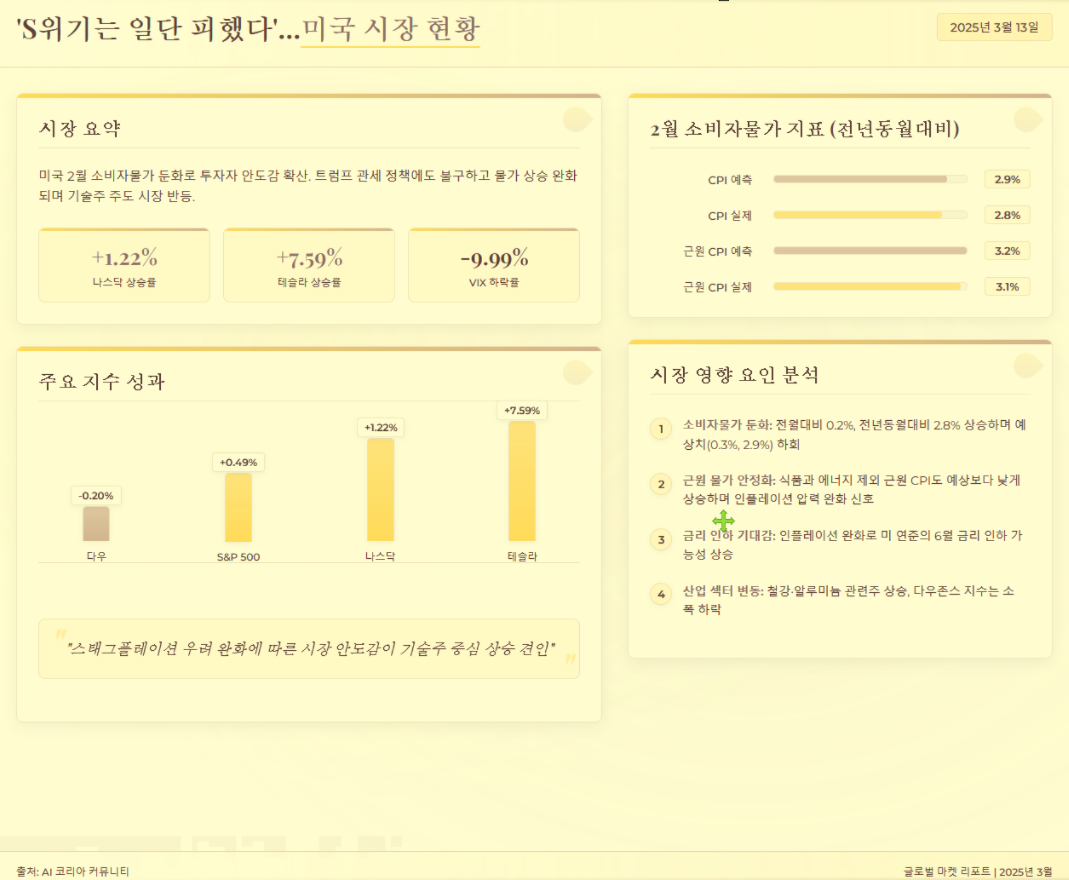 'S위기는 일단 피했다'...미국 시장 현황
2025년 3월 13일
시장 요약
미국 2월 소비자물가 둔화로 투자자 안도감 확산. 트럼프 관세 정책에도 불구하고 물가 상승 완화
되며 기술주 주도 시장 반등.
+1.22%
나스닥 상승률
+7.59%
테슬라 상승률
-9.99%
VIX 하락률
주요 지수 성과
-0.20%
다우
+0.49%
S&P 500
+1.22%
나스닥
+7.59%
테슬라
"스태그플레이션 우려 완화에 따른 시장 안도감이 기술주 중심 상승 견인"
2월 소비자물가 지표 (전년동월대비)
CPI 예측 2.9%
CPI 실제 2.8%
근원 CPI 예측 3.2%
근원 CPI 실제 3.1%
시장 영향 요인 분석
1 소비자물가 둔화: 전월대비 0.2%, 전년동월대비 2.8% 상승하며 예
상치(0.3%, 2.9%) 하회
2 근원 물가 안정화: 식품과 에너지 제외 근원 CPI도 예상보다 낮게
상승하며 인플레이션 압력 완화 신호
3 금리 인하 기대감: 인플레이션 완화로 미 연준의 6월 금리 인하 가
능성 상승
4 산업 섹터 변동: 철강·알루미늄 관련주 상승, 다우존스 지수는 소
폭 하락
출처: AI 코리아 커뮤니티
글로벌 마켓 리포트 | 2025년 3월